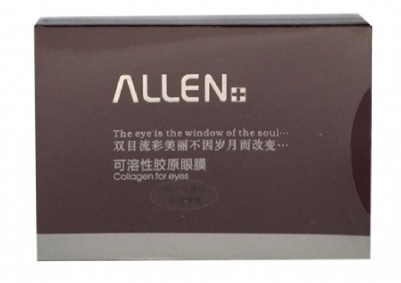 ALLEN
The eye is the window of the soul···
双目流彩美丽不因岁月而改变···
可溶性胶原眼膜
Collagen for eyes